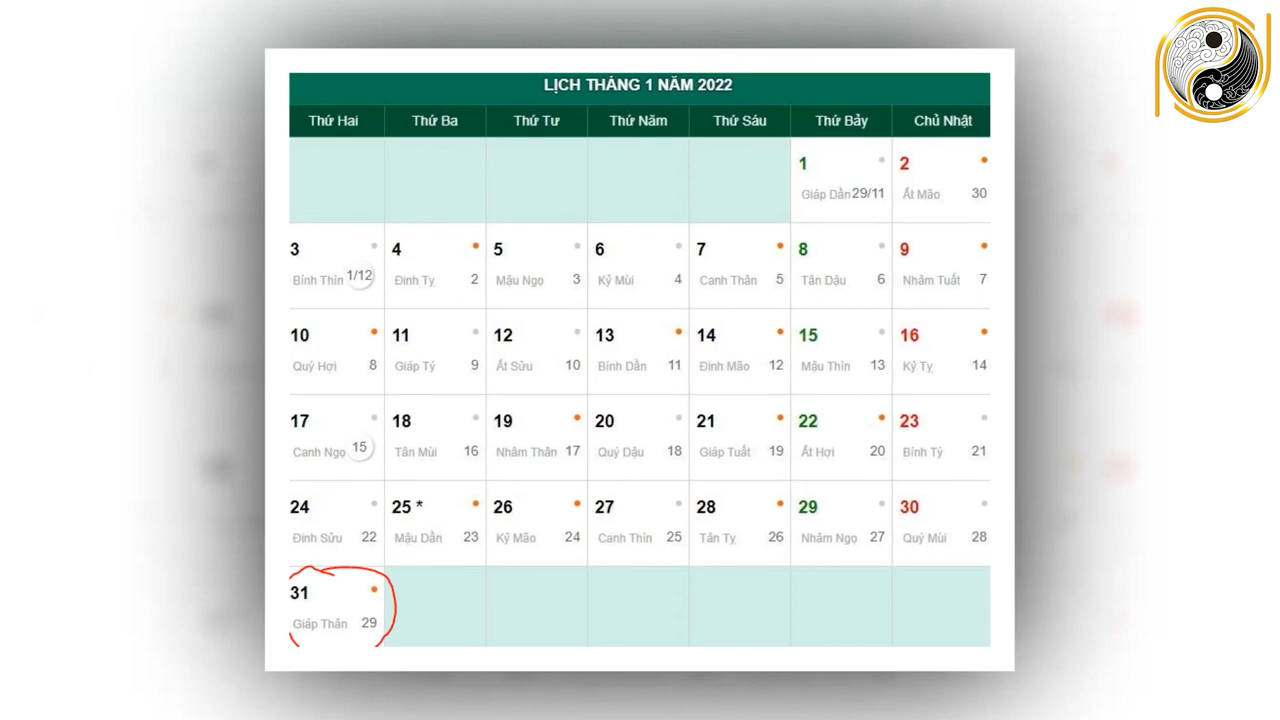 LỊCH THÁNG 1 NĂM 2022
Thứ Hai Thứ Ba Thứ Tư Thứ Năm Thứ Sáu Thứ Bảy Chủ Nhật
1 2
Giáp Dần 29/11 Ất Mão 30
3 4 5 6 7 8 9
Bính Thìn 1/12 Đinh Tỵ 2 Mậu Ngọ 3 Kỷ Mùi 4 Canh Thân 5 Tân Dậu 6 Nhâm Tuất 7
10 11 12 13 14 15 16
Quý Hợi 8 Giáp Tý 9 Ất Sửu 10 Bính Dần 11 Đinh Mão 12 Mậu Thìn 13 Kỷ Tỵ 14
17 18 19 20 21 22 23
Canh Ngọ 15 Tân Mùi 16 Nhâm Thân 17 Quý Dậu 18 Giáp Tuất 19 Ất Hợi 20 Bính Tý 21
24 25 * 26 27 28 29 30
Đinh Sửu 22 Mậu Dần 23 Kỷ Mão 24 Canh Thìn 25 Tân Tỵ 26 Nhâm Ngọ 27 Quý Mùi 28
31
Giáp Thân 29